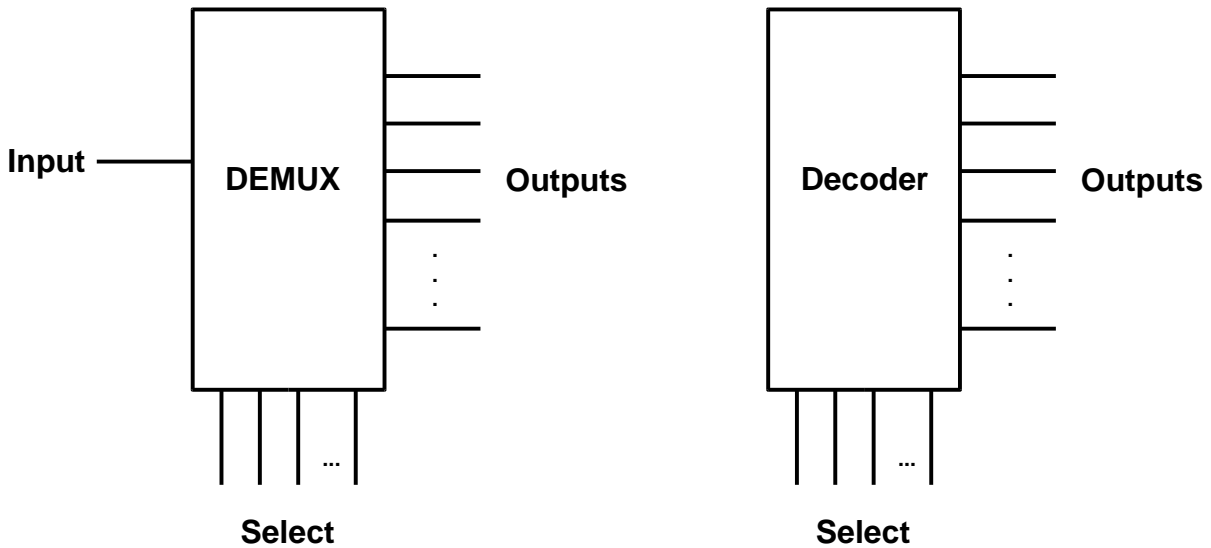 Input
DEMUX
Outputs
.
.
.
...
Select
Decoder
Outputs
.
.
.
...
Select